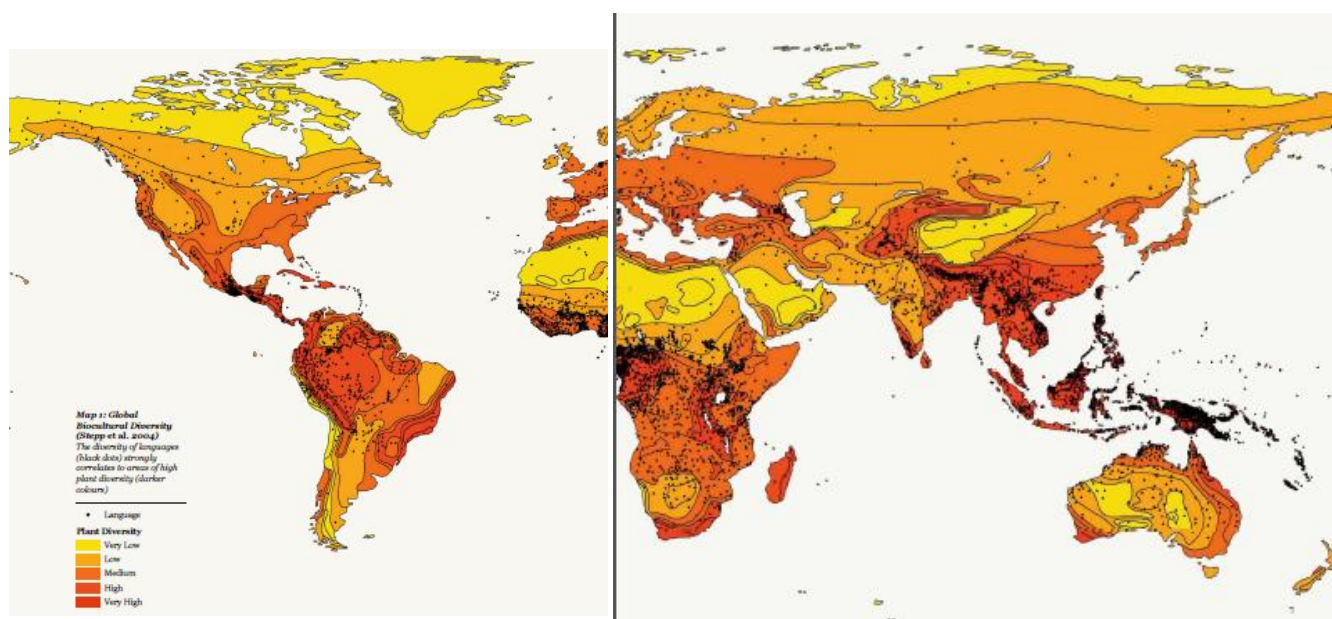 Map 1: Global
Biocultural Diversity
(Stepp et al. 2004)
The diversity of languages
(black dots) strongly
correlates to areas of high
plant diversity (darker
colours)
Language
Plant Diversity
Very Low
Low
Medium
High
Very High